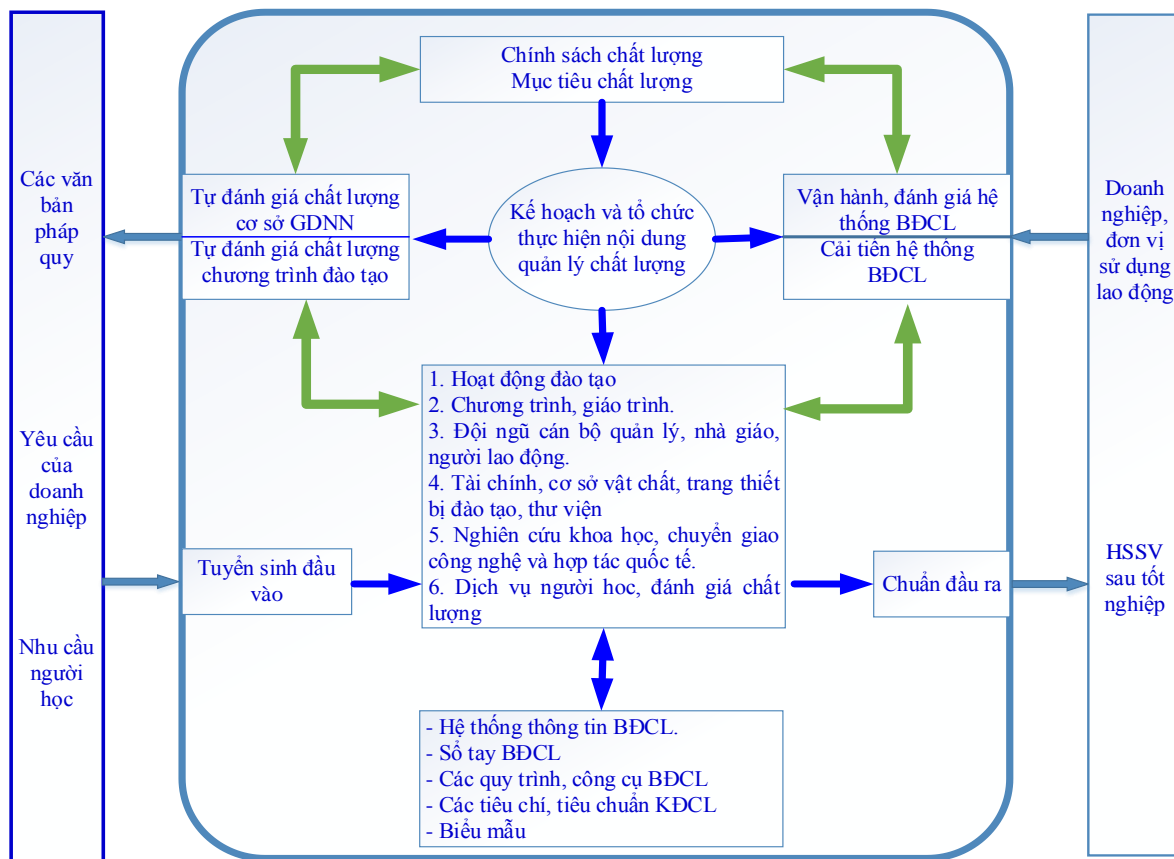 Chính sách chất lượng
Mục tiêu chất lượng
Các văn
bản
pháp
quy
Yêu cầu
của
doanh
nghiệp
Nhu cầu
người
học
Tự đánh giá chất lượng
cơ sở GDNN
Tự đánh giá chất lượng
chương trình đào tạo
Kế hoạch và tổ chức
thực hiện nội dung
quản lý chất lượng
Vận hành, đánh giá hệ
thống BĐCL
Cải tiến hệ thống
BĐCL
Doanh
nghiệp,
đơn vị
sử dụng
lao động
HSSV
sau tốt
nghiệp
1. Hoạt động đào tạo
2. Chương trình, giáo trình.
3. Đội ngũ cán bộ quản lý, nhà giáo,
người lao động.
4. Tài chính, cơ sở vật chất, trang thiết
bị đào tạo, thư viện
5. Nghiên cứu khoa học, chuyển giao
công nghệ và hợp tác quốc tế.
6. Dịch vụ người học, đánh giá chất
lượng
Tuyển sinh đầu
vào
Chuẩn đầu ra
- Hệ thống thông tin BĐCL.
- Sổ tay BĐCL
- Các quy trình, công cụ BĐCL
- Các tiêu chí, tiêu chuẩn KĐCL
- Biểu mẫu